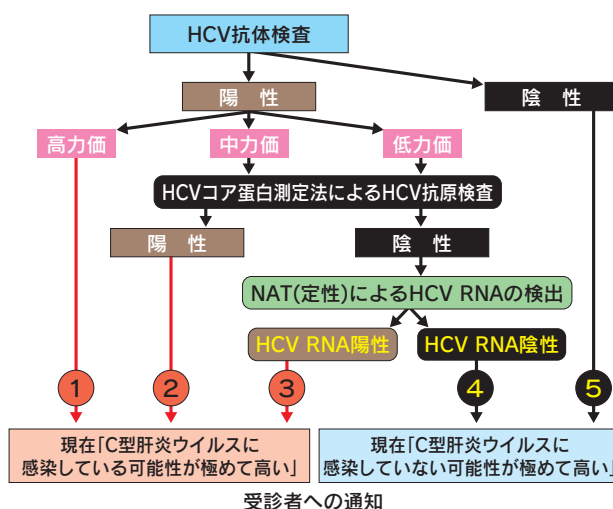 HCV抗体検査
陽 性
陰 性
高力価
中力価
低力価
HCVコア蛋白測定法によるHCV抗原検査
陽 性
陰 性
NAT(定性)によるHCV RNAの検出
HCV RNA陽性
HCV RNA陰性
1
2
3
4
5
現在「C型肝炎ウイルスに
感染している可能性が極めて高い」
現在「C型肝炎ウイルスに
感染していない可能性が極めて高い」
受診者への通知